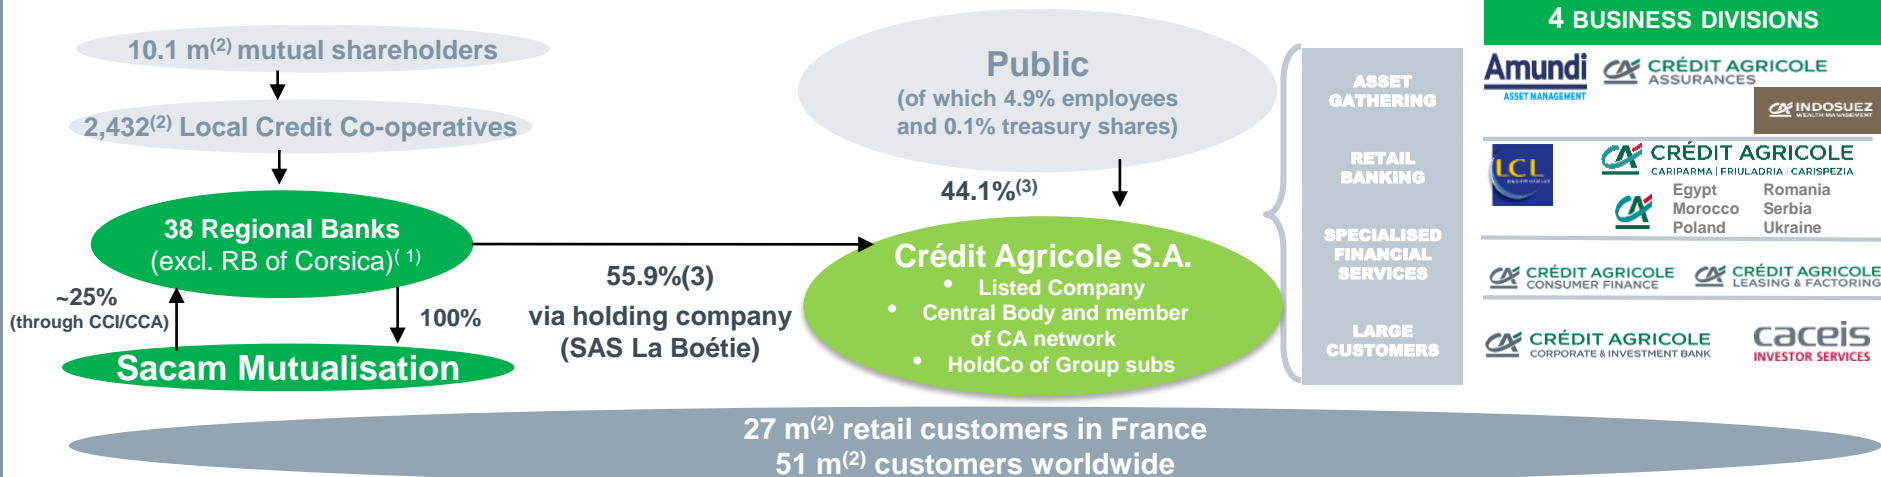 10.1 m(2) mutual shareholders
2,432(2) Local Credit Co-operatives
38 Regional Banks
(excl. RB of Corsica)( 1)
~25%
(through CCI/CCA)
100%
Sacam Mutualisation
55.9%(3)
via holding company
(SAS La Boétie)
Public
(of which 4.9% employees
and 0.1% treasury shares)
44.1%(3)
Crédit Agricole S.A.
• Listed Company
• Central Body and member
of CA network
• HoldCo of Group subs
ASSET
GATHERING
RETAIL
BANKING
SPECIALISED
FINANCIAL
SERVICES
LARGE
CUSTOMERS
4 BUSINESS DIVISIONS
Amundi
ASSET MANAGEMENT
CRÉDIT AGRICOLE
ASSURANCES
INDOSUEZ
WEALTH MANAGEMENT
LCL
CRÉDIT AGRICOLE
CARIPARMA | FRIULADRIA | CARISPEZIA
Egypt Romania
Morocco Serbia
Poland Ukraine
CRÉDIT AGRICOLE
CONSUMER FINANCE
CRÉDIT AGRICOLE
LEASING & FACTORING
CRÉDIT AGRICOLE
CORPORATE & INVESTMENT BANK
caceis
INVESTOR SERVICES
27 m(2) retail customers in France
51 m(2) customers worldwide